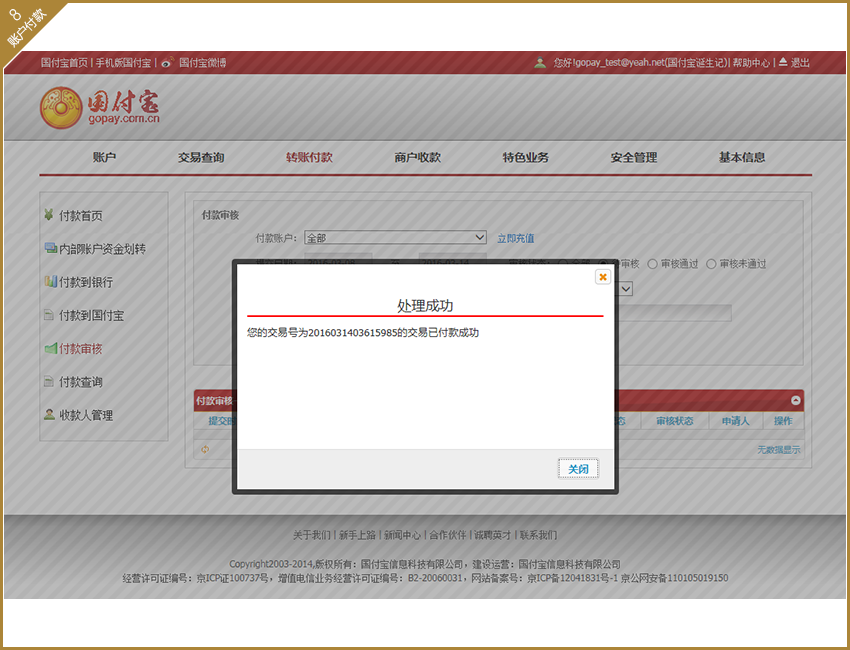 8
账户付款
国付宝首页 | 手机版国付宝 | 国付宝微博
您好!gopay_test@yeah.net(国付宝诞生记)| 帮助中心 | 退出
国付宝
gopay.com.cn
账户 交易查询 转账付款 商户收款 特色业务 安全管理 基本信息
付款首页
内部账户资金划转
付款到银行
付款到国付宝
付款审核
付款查询
收款人管理
付款审核
付款账户： 全部 立即充值
审核 审核通过 审核未通过
处理成功
您的交易号为2016031403615985的交易已付款成功
关闭
付款审核
提交时 态 审核状态 申请人 操作
无数据显示
关于我们 | 新手上路 | 新闻中心 | 合作伙伴 | 诚聘英才 | 联系我们
Copyright2003-2014,版权所有：国付宝信息科技有限公司，建设运营：国付宝信息科技有限公司
经营许可证编号：京ICP证100737号，增值电信业务经营许可证编号：B2-20060031，网站备案号：京ICP备12041831号-1 京公网安备110105019150